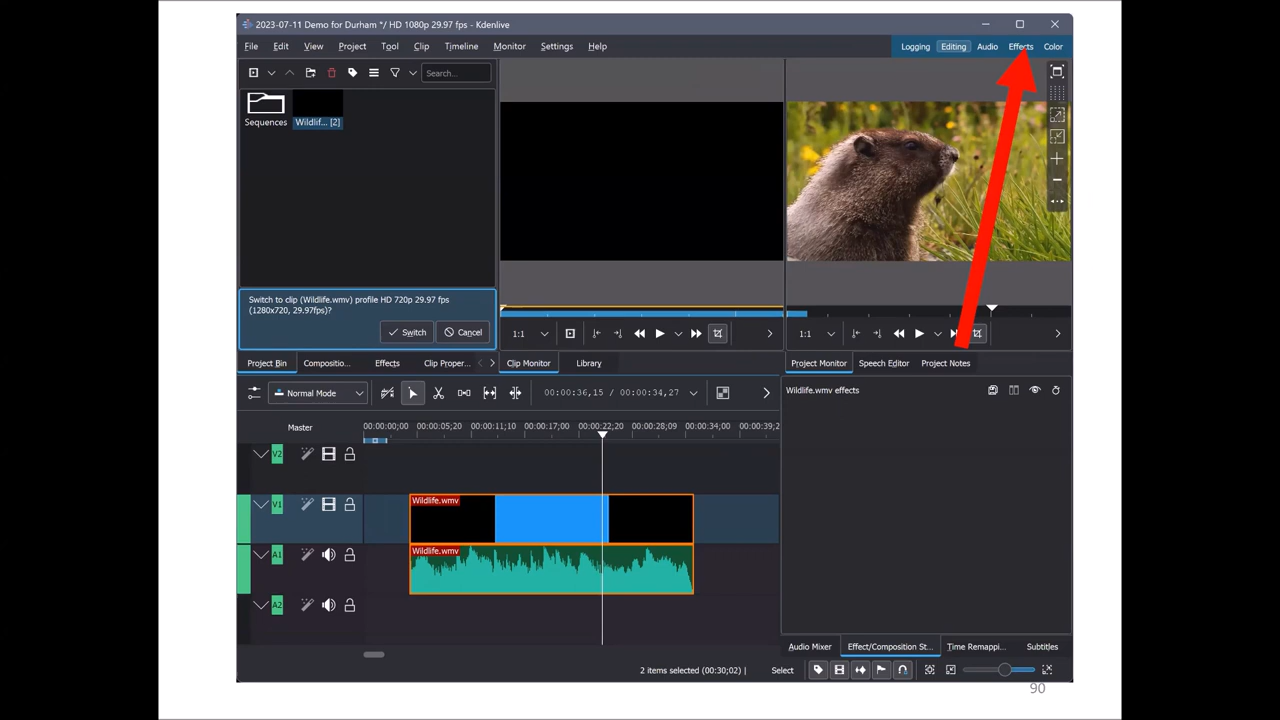 2023-07-11 Demo for Durham */ HD 1080p 29.97 fps - Kdenlive
File Edit View Project Tool Clip Timeline Monitor Settings Help
Logging Editing Audio Effects Color
Search...
Sequences
Wildlif... [2]
Switch to clip (Wildlife.wmv) profile HD 720p 29.97 fps
(1280x720, 29.97fps)?
Switch Cancel
1:1
1:1
Project Bin Compositio... Effects Clip Proper...
Clip Monitor Library
Project Monitor Speech Editor Project Notes
Normal Mode
00:00:36,15 / 00:00:34,27
Wildlife.wmv effects
Master
00:00:00;00 00:00:05;20 00:00:11;10 00:00:17;00 00:00:22;20 00:00:28;09 00:00:34;00 00:00:39;2
V2
V1
Wildlife.wmv
A1
Wildlife.wmv
A2
Audio Mixer Effect/Composition St... Time Remappi... Subtitles
2 items selected (00:30;02) Select
90